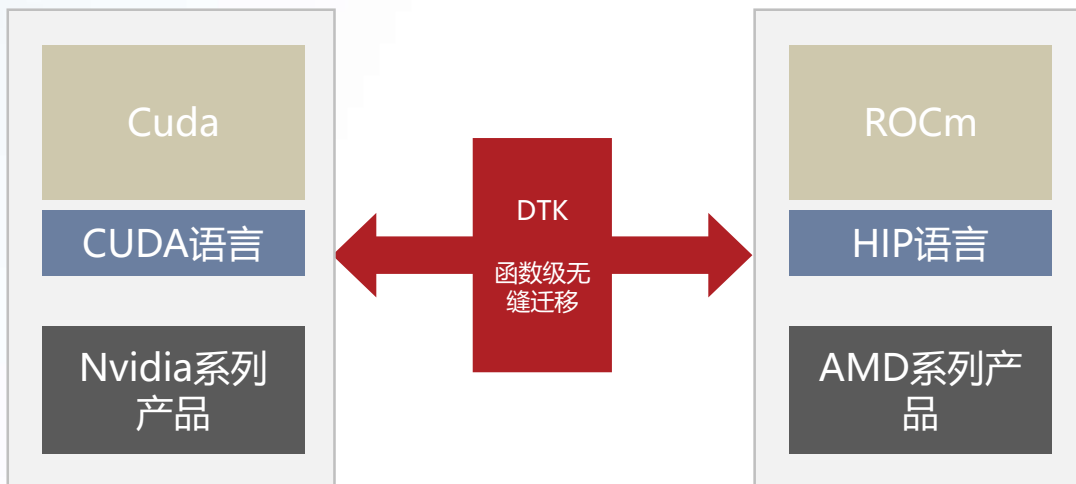 Cuda
CUDA语言
Nvidia系列
产品
DTK
函数级无
缝迁移
ROCm
HIP语言
AMD系列产
品